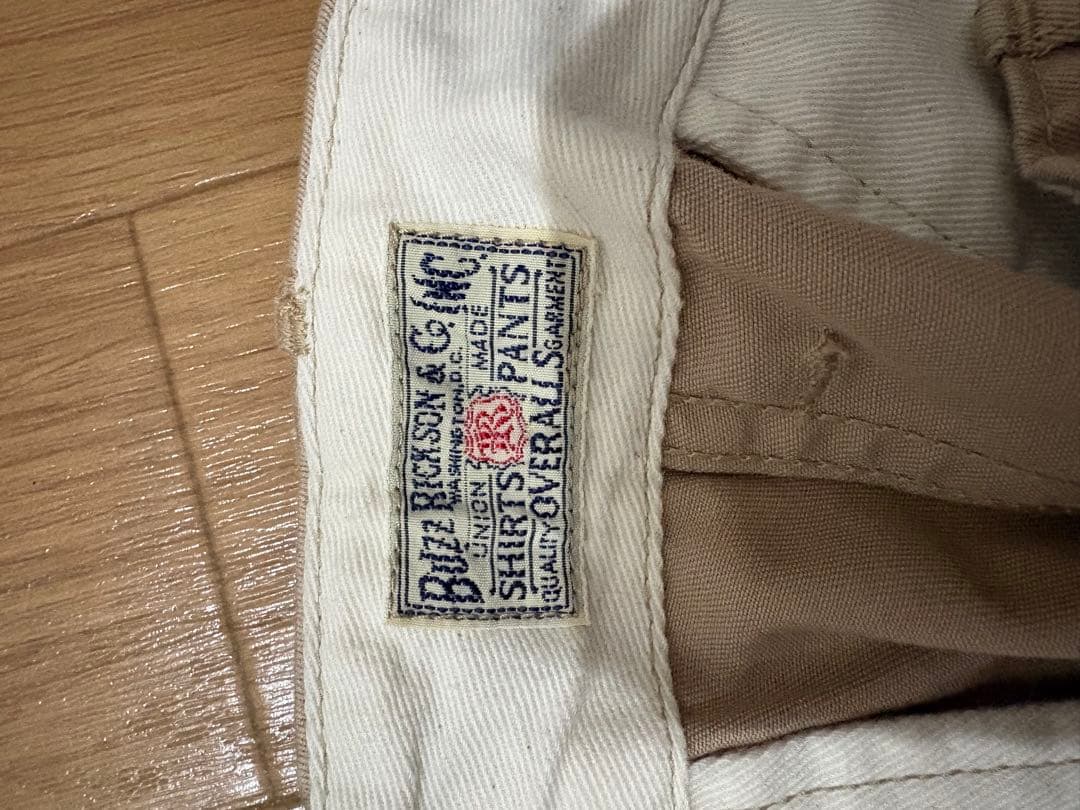 BUZZ RICKSON & Co. INC.
WASHINGTON, D.C.
UNION MADE
R
SHIRTS PANTS
QUALITY OVERALLS GARMENT